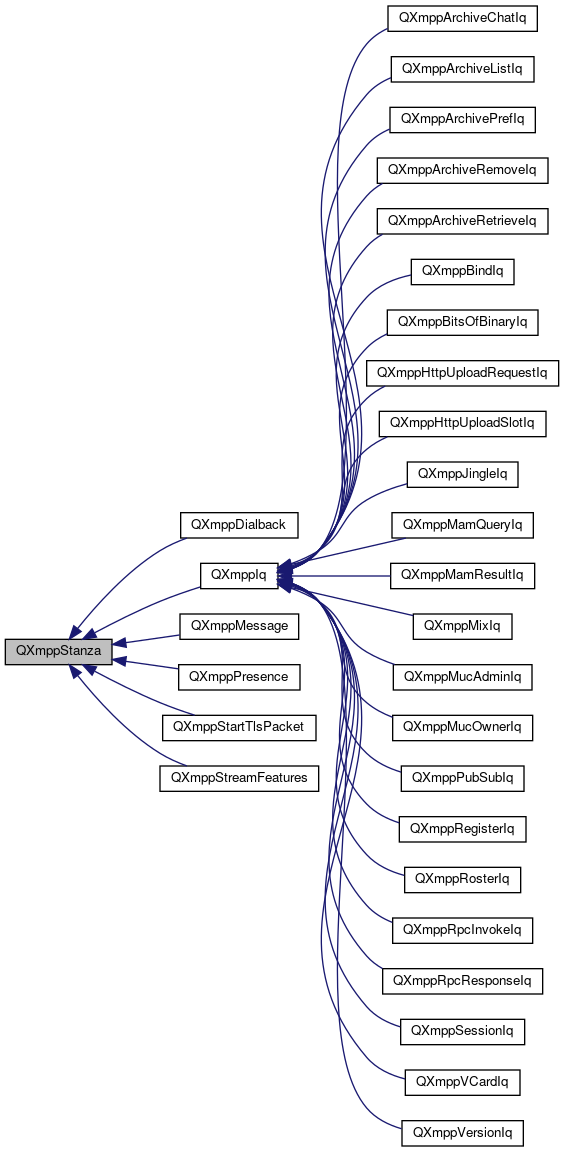 QXmppStanza
QXmppDialback
QXmppIq
QXmppMessage
QXmppPresence
QXmppStartTlsPacket
QXmppStreamFeatures
QXmppArchiveChatIq
QXmppArchiveListIq
QXmppArchivePrefIq
QXmppArchiveRemoveIq
QXmppArchiveRetrieveIq
QXmppBindIq
QXmppBitsOfBinaryIq
QXmppHttpUploadRequestIq
QXmppHttpUploadSlotIq
QXmppJingleIq
QXmppMamQueryIq
QXmppMamResultIq
QXmppMixIq
QXmppMucAdminIq
QXmppMucOwnerIq
QXmppPubSubIq
QXmppRegisterIq
QXmppRosterIq
QXmppRpcInvokeIq
QXmppRpcResponseIq
QXmppSessionIq
QXmppVCardIq
QXmppVersionIq